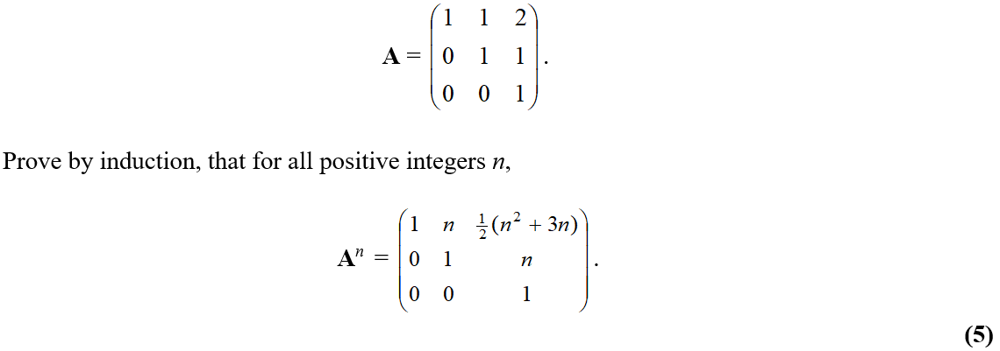 A = (1 1 2
0 1 1
0 0 1).
Prove by induction, that for all positive integers n,
Aⁿ = (1 n ½(n² + 3n)
0 1 n
0 0 1).
(5)